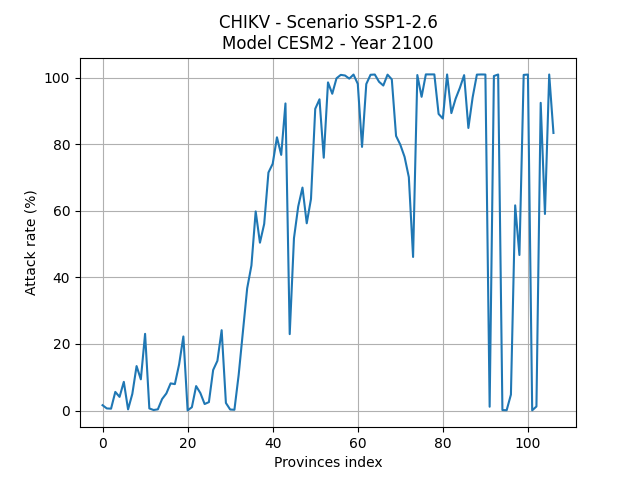 CHIKV - Scenario SSP1-2.6
Model CESM2 - Year 2100
100
80
60
40
20
0
Attack rate (%)
0 20 40 60 80 100
Provinces index